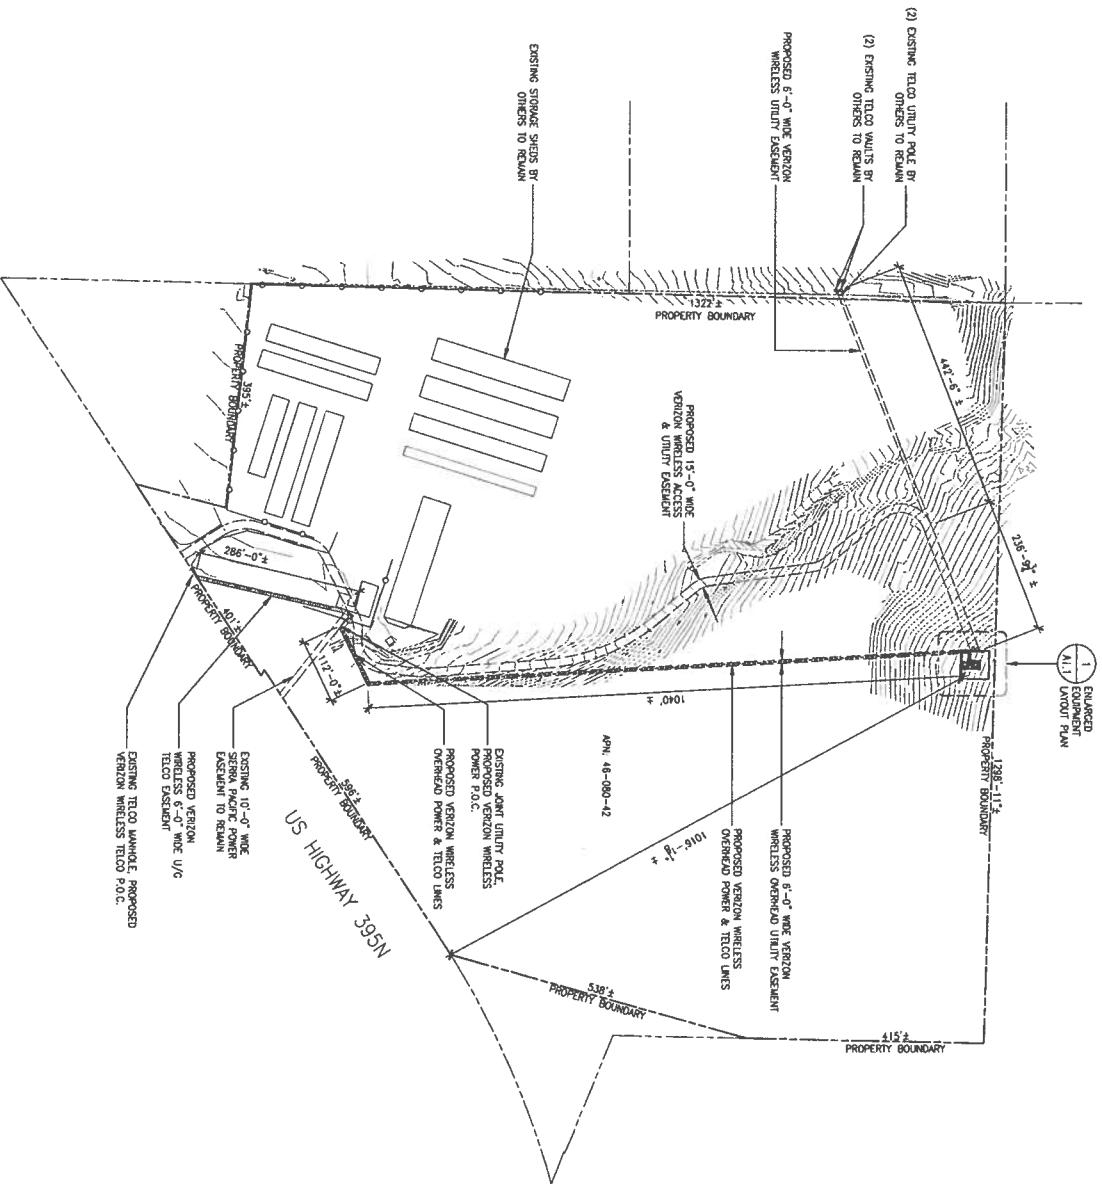 (2) EXISTING TELCO UTILITY POLE BY
OTHERS TO REMAIN
(2) EXISTING TELCO VAULTS BY
OTHERS TO REMAIN
PROPOSED 6'-0" WIDE VERIZON
WIRELESS UTILITY EASEMENT
EXISTING STORAGE SHEDS BY
OTHERS TO REMAIN
1322'±
PROPERTY BOUNDARY
395'±
PROPERTY BOUNDARY
442'-6" ±
PROPOSED 15'-0" WIDE
VERIZON WIRELESS ACCESS
& UTILITY EASEMENT
286'-0"±
401'±
PROPERTY BOUNDARY
112'-0"±
1040' ±
1
A1.1
ENLARGED
EQUIPMENT
LAYOUT PLAN
1298'-11"±
PROPERTY BOUNDARY
APN: 46-080-42
EXISTING JOINT UTILITY POLE,
PROPOSED VERIZON WIRELESS
POWER P.O.C.
PROPOSED VERIZON WIRELESS
OVERHEAD POWER & TELCO LINES
EXISTING 10'-0" WIDE
SIERRA PACIFIC POWER
EASEMENT TO REMAIN
PROPOSED VERIZON
WIRELESS 6'-0" WIDE U/G
TELCO EASEMENT
EXISTING TELCO MANHOLE, PROPOSED
VERIZON WIRELESS TELCO P.O.C.
596'±
PROPERTY BOUNDARY
US HIGHWAY 395N
PROPOSED 6'-0" WIDE VERIZON
WIRELESS OVERHEAD UTILITY EASEMENT
PROPOSED VERIZON WIRELESS
OVERHEAD POWER & TELCO LINES
538'±
PROPERTY BOUNDARY
415'±
PROPERTY BOUNDARY